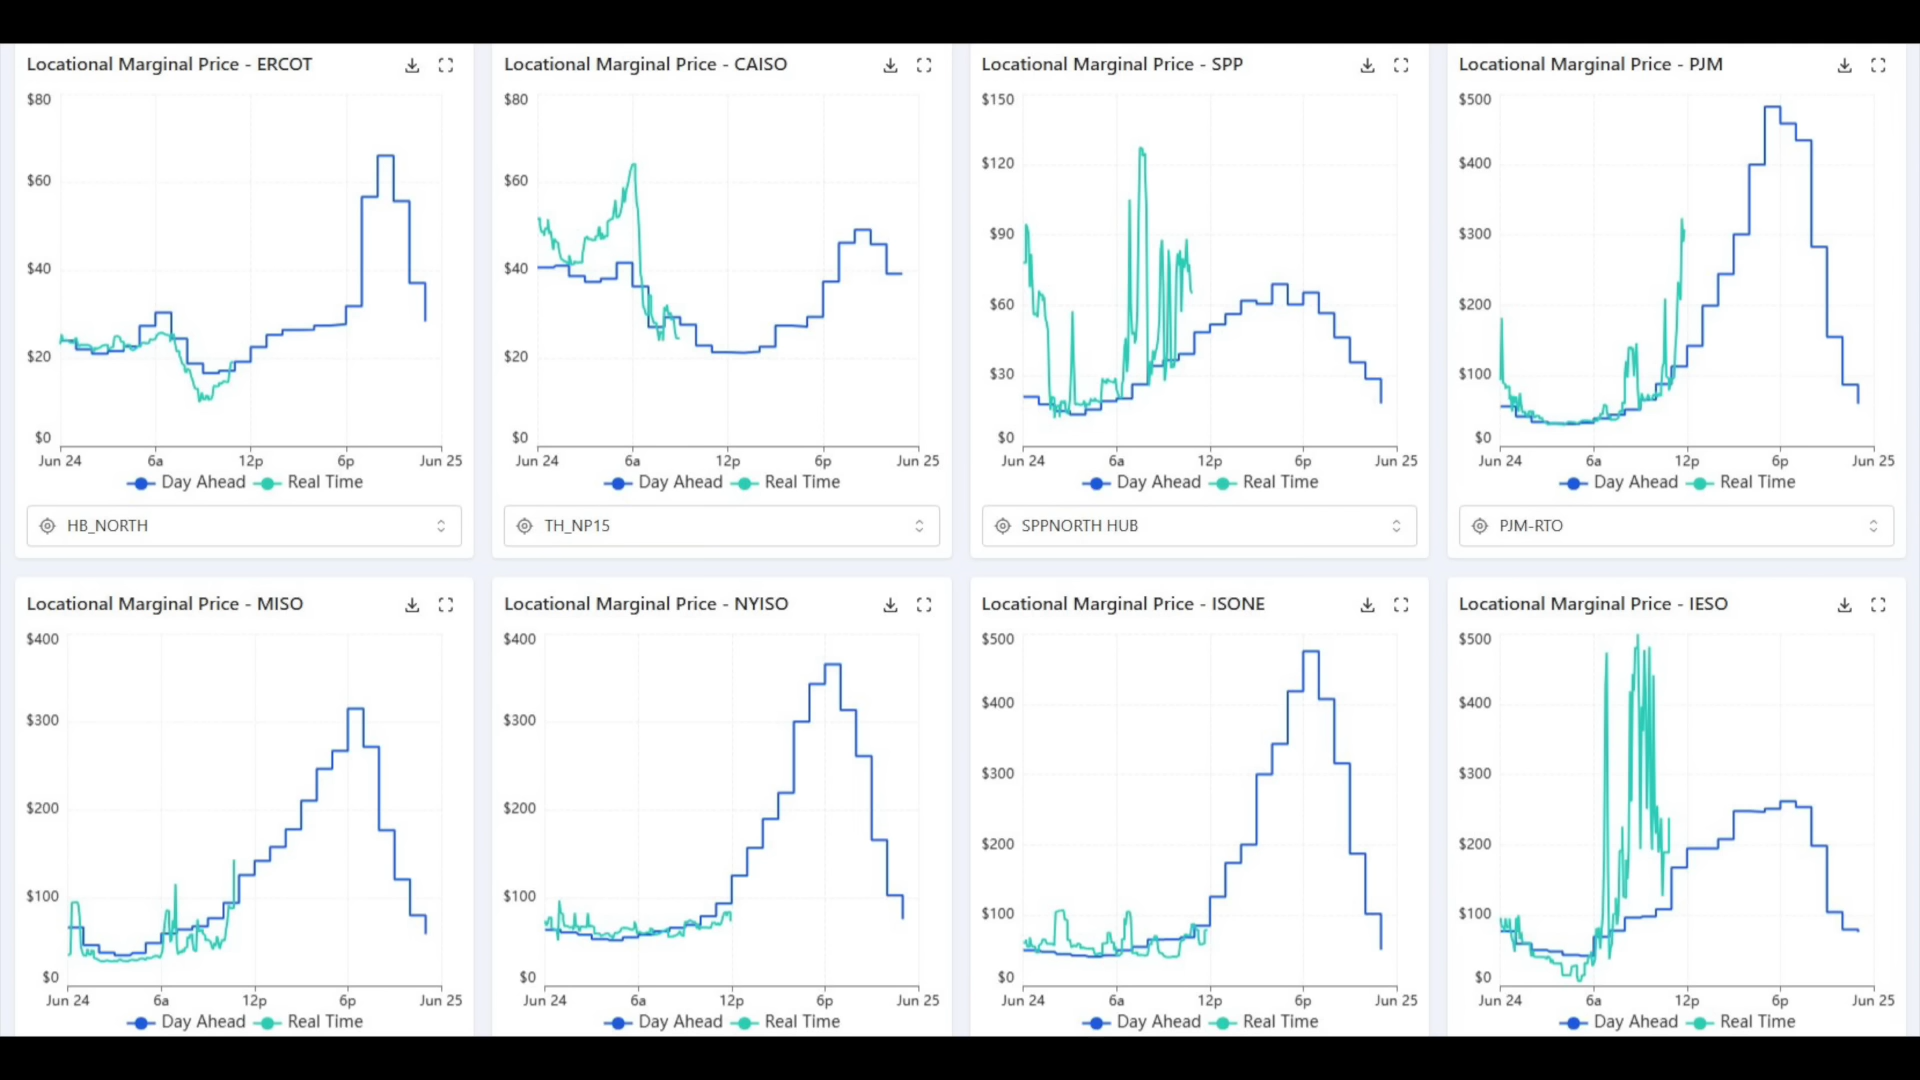 Locational Marginal Price - ERCOT
$80
$60
$40
$20
$0
Jun 24 6a 12p 6p Jun 25
Day Ahead Real Time
HB_NORTH
Locational Marginal Price - CAISO
$80
$60
$40
$20
$0
Jun 24 6a 12p 6p Jun 25
Day Ahead Real Time
TH_NP15
Locational Marginal Price - SPP
$150
$120
$90
$60
$30
$0
Jun 24 6a 12p 6p Jun 25
Day Ahead Real Time
SPPNORTH HUB
Locational Marginal Price - PJM
$500
$400
$300
$200
$100
$0
Jun 24 6a 12p 6p Jun 25
Day Ahead Real Time
PJM-RTO
Locational Marginal Price - MISO
$400
$300
$200
$100
$0
Jun 24 6a 12p 6p Jun 25
Day Ahead Real Time
Locational Marginal Price - NYISO
$400
$300
$200
$100
$0
Jun 24 6a 12p 6p Jun 25
Day Ahead Real Time
Locational Marginal Price - ISONE
$500
$400
$300
$200
$100
$0
Jun 24 6a 12p 6p Jun 25
Day Ahead Real Time
Locational Marginal Price - IESO
$500
$400
$300
$200
$100
$0
Jun 24 6a 12p 6p Jun 25
Day Ahead Real Time